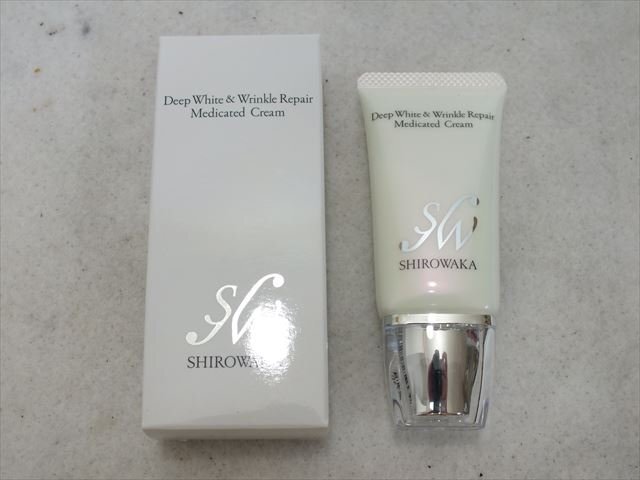 Deep White & Wrinkle Repair
Medicated Cream
SW
SHIROWAKA
Deep White & Wrinkle Repair
Medicated Cream
SW
SHIROWAKA